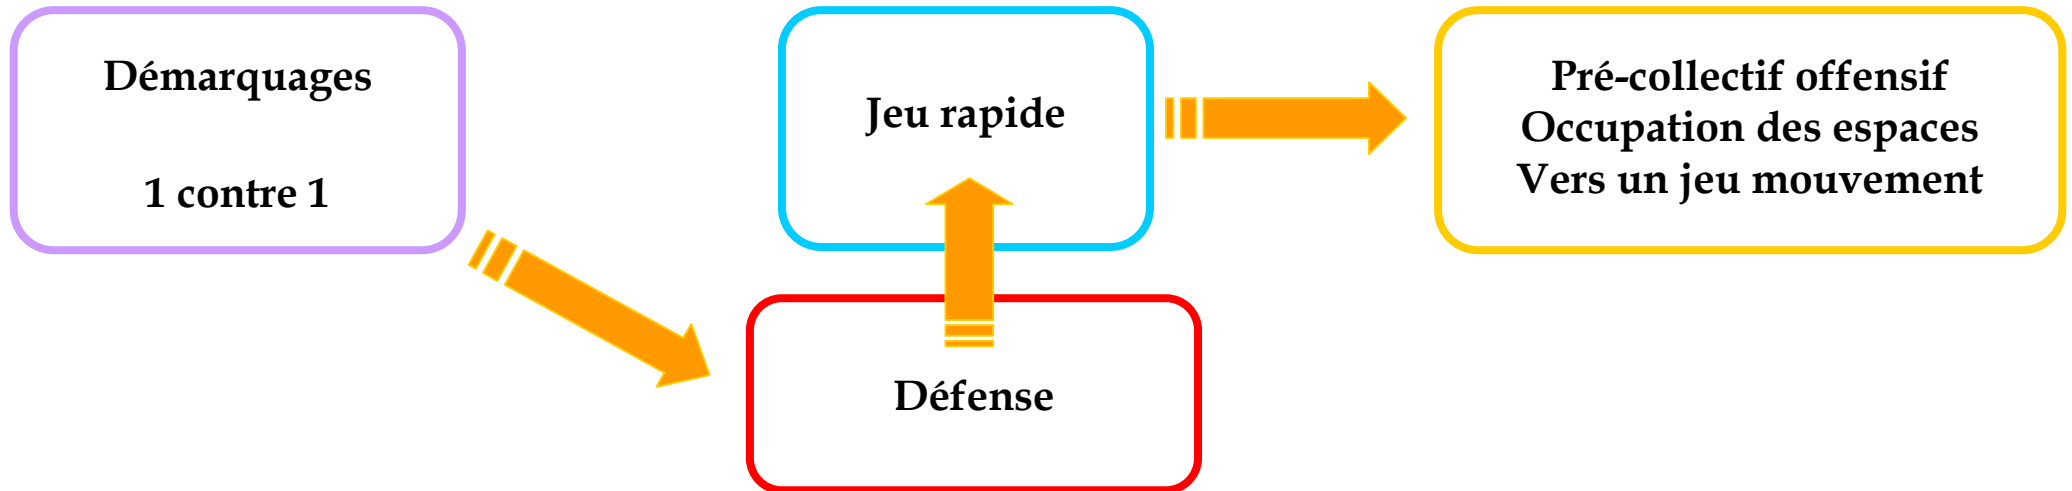 Démarquages
1 contre 1
Jeu rapide
Pré-collectif offensif
Occupation des espaces
Vers un jeu mouvement
Défense